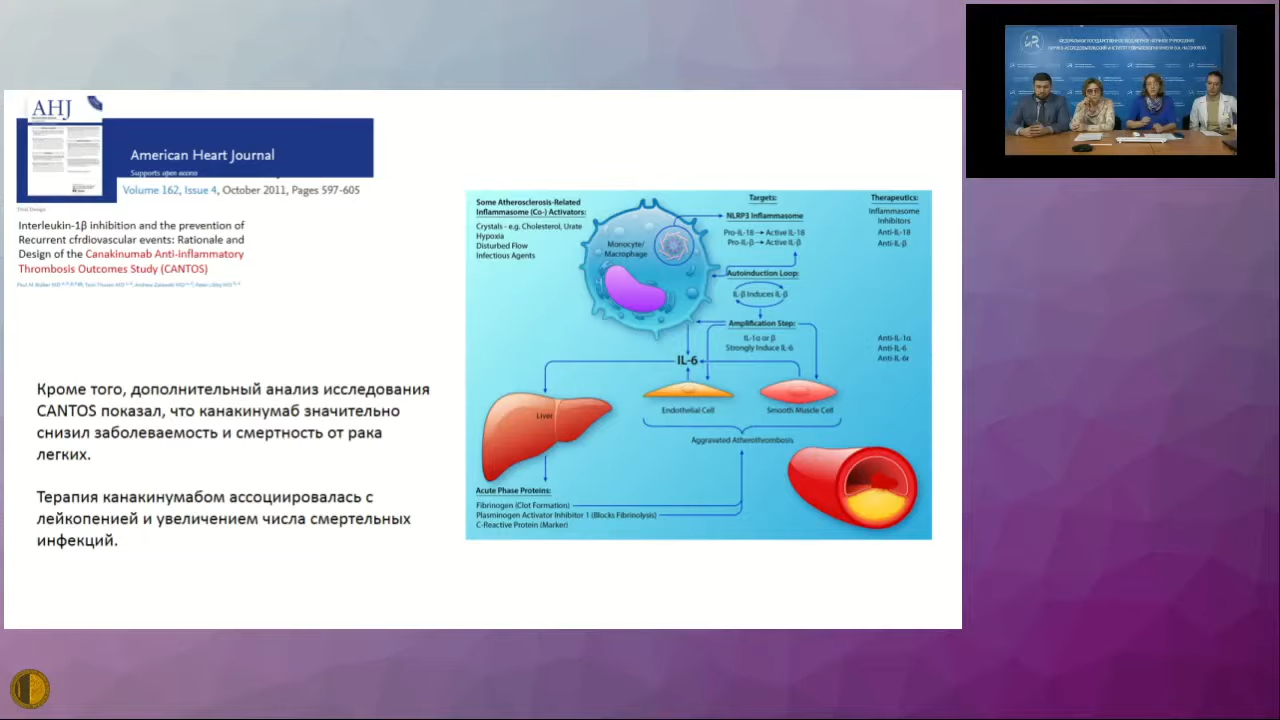 AHJ
American Heart Journal
Supports open access
Volume 162, Issue 4, October 2011, Pages 597-605
Trial Design
Interleukin-1β inhibition and the prevention of
Recurrent cfrdiovascular events: Rationale and
Design of the Canakinumab Anti-inflammatory
Thrombosis Outcomes Study (CANTOS)
Кроме того, дополнительный анализ исследования
CANTOS показал, что канакинумаб значительно
снизил заболеваемость и смертность от рака
легких.
Терапия канакинумабом ассоциировалась с
лейкопенией и увеличением числа смертельных
инфекций.
Some Atherosclerosis-Related
Inflammasome (Co-) Activators:
Crystals - e.g. Cholesterol, Urate
Hypoxia
Disturbed Flow
Infectious Agents
Monocyte/
Macrophage
Targets:
NLRP3 Inflammasome
Pro-IL-18 → Active IL-18
Pro-IL-β → Active IL-β
Autoinduction Loop:
IL-β Induces IL-β
Amplification Step:
IL-1α or β
Strongly Induce IL-6
Therapeutics:
Inflammasome
Inhibitors
Anti-IL-18
Anti-IL-β
Anti-IL-1α
Anti-IL-6
Anti-IL-6r
IL-6
Liver
Endothelial Cell
Smooth Muscle Cell
Aggravated Atherothrombosis
Acute Phase Proteins:
Fibrinogen (Clot Formation)
Plasminogen Activator Inhibitor 1 (Blocks Fibrinolysis)
C-Reactive Protein (Marker)